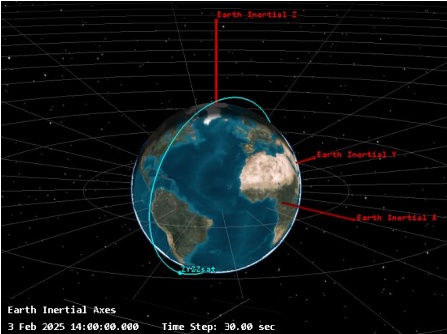 Earth Inertial Z
Earth Inertial Y
Earth Inertial X
ZYZZsat
Earth Inertial Axes
3 Feb 2025 14:00:00.000 Time Step: 30.00 sec